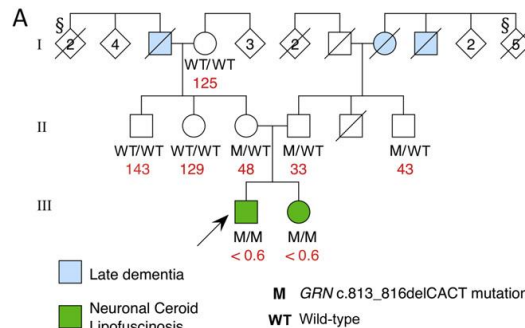 A
§ §
I 2 4 3 2 2 5
WT/WT
125
II
WT/WT WT/WT M/WT M/WT M/WT
143 129 48 33 43
III
M/M M/M
< 0.6 < 0.6
Late dementia
M GRN c.813_816delCACT mutation
Neuronal Ceroid
Lipofuscinosis
WT Wild-type